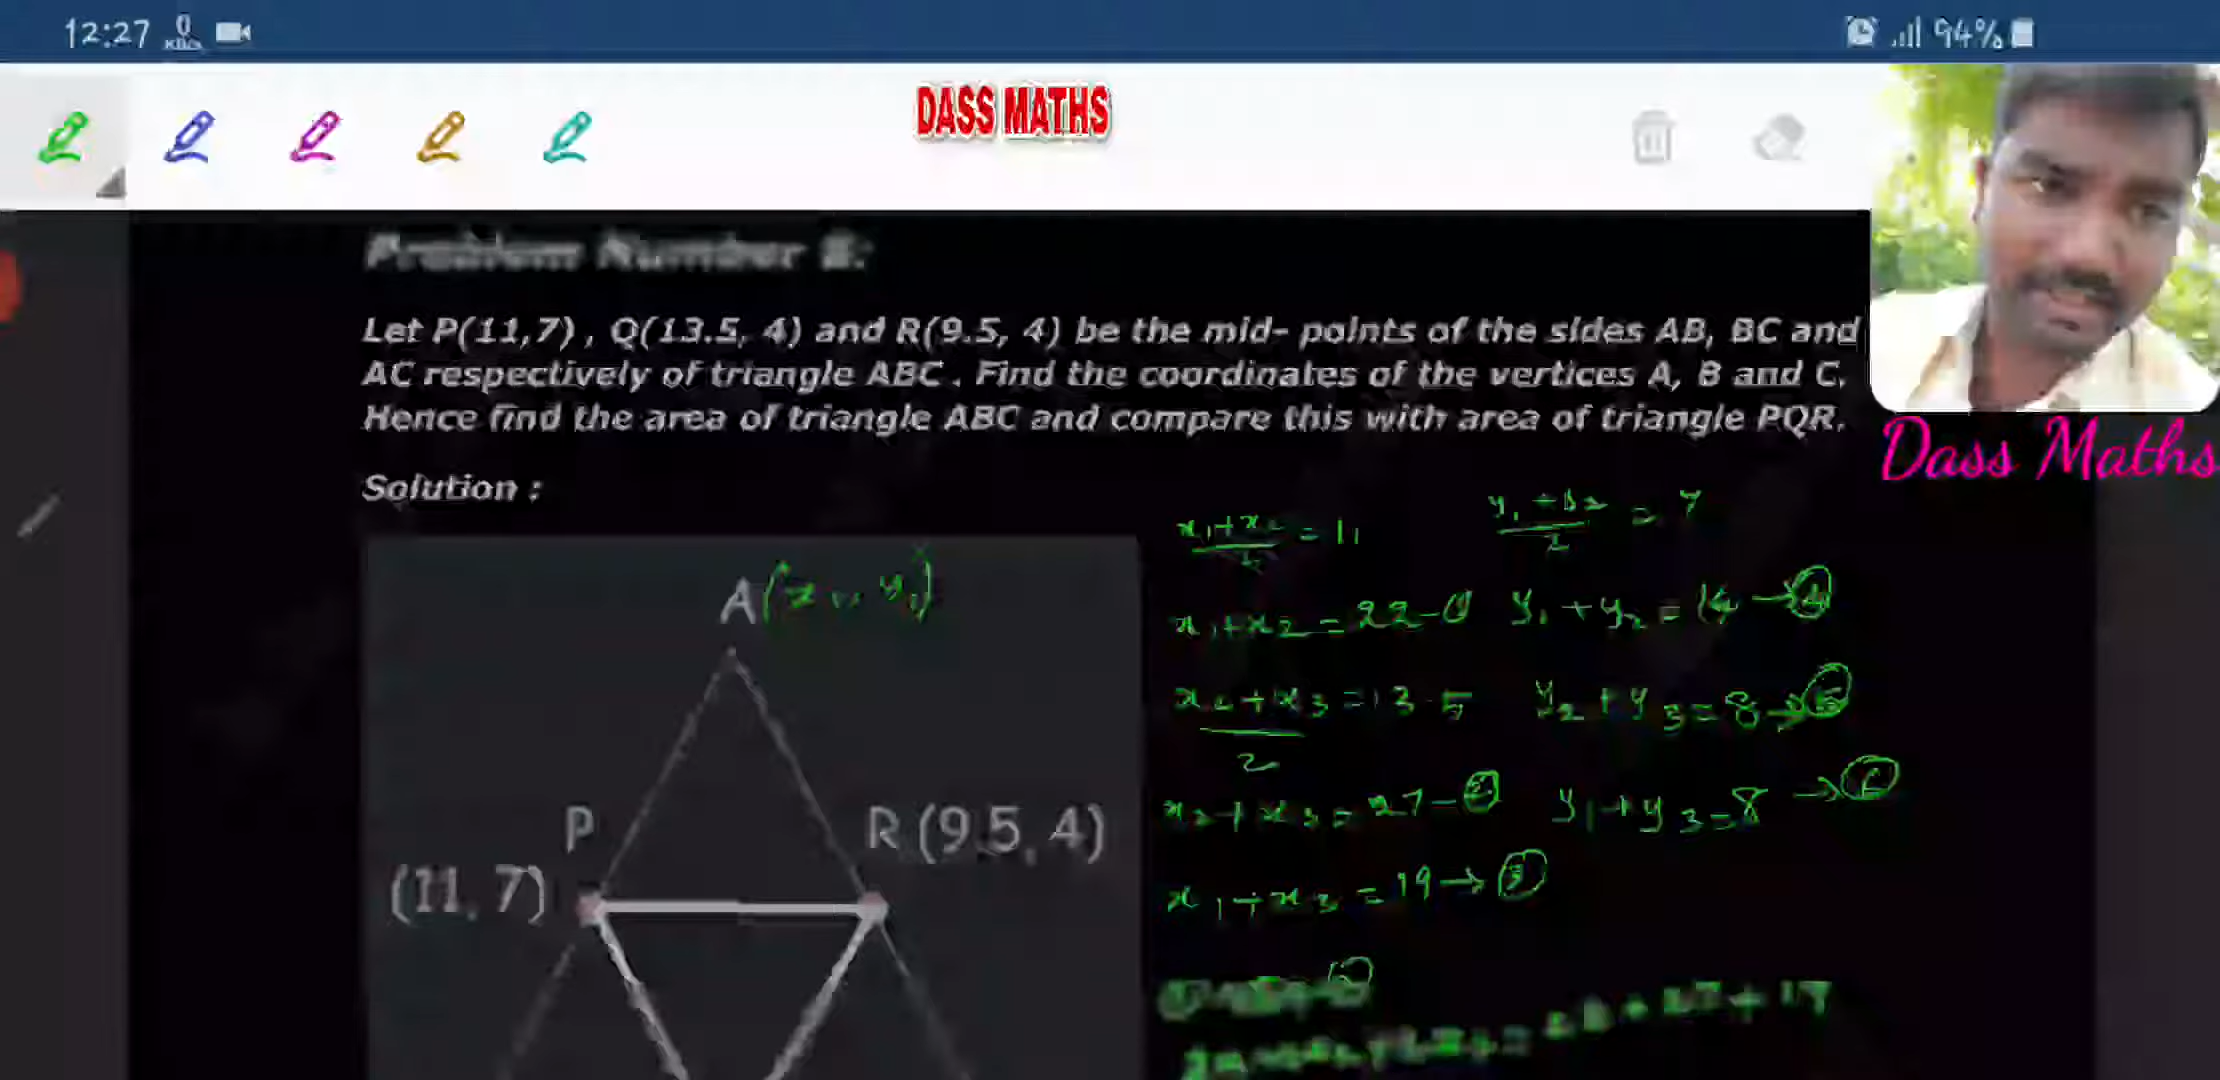 12:27 0 KB/s 94%
DASS MATHS
Problem Number 8:
Let P(11,7) , Q(13.5, 4) and R(9.5, 4) be the mid- points of the sides AB, BC and
AC respectively of triangle ABC . Find the coordinates of the vertices A, B and C.
Hence find the area of triangle ABC and compare this with area of triangle PQR.
Dass Maths
Solution :
A(x₁, y₁)
P
(11, 7)
R (9.5, 4)
x₁+x₂/2 = 11
x₁+x₂ = 22-①
x₂+x₃/2 = 13.5
x₂+x₃ = 27-②
x₁+x₃ = 19→③
y₁+y₂/2 = 7
y₁+y₂ = 14→④
y₂+y₃=8→⑤
y₁+y₃=8→⑥